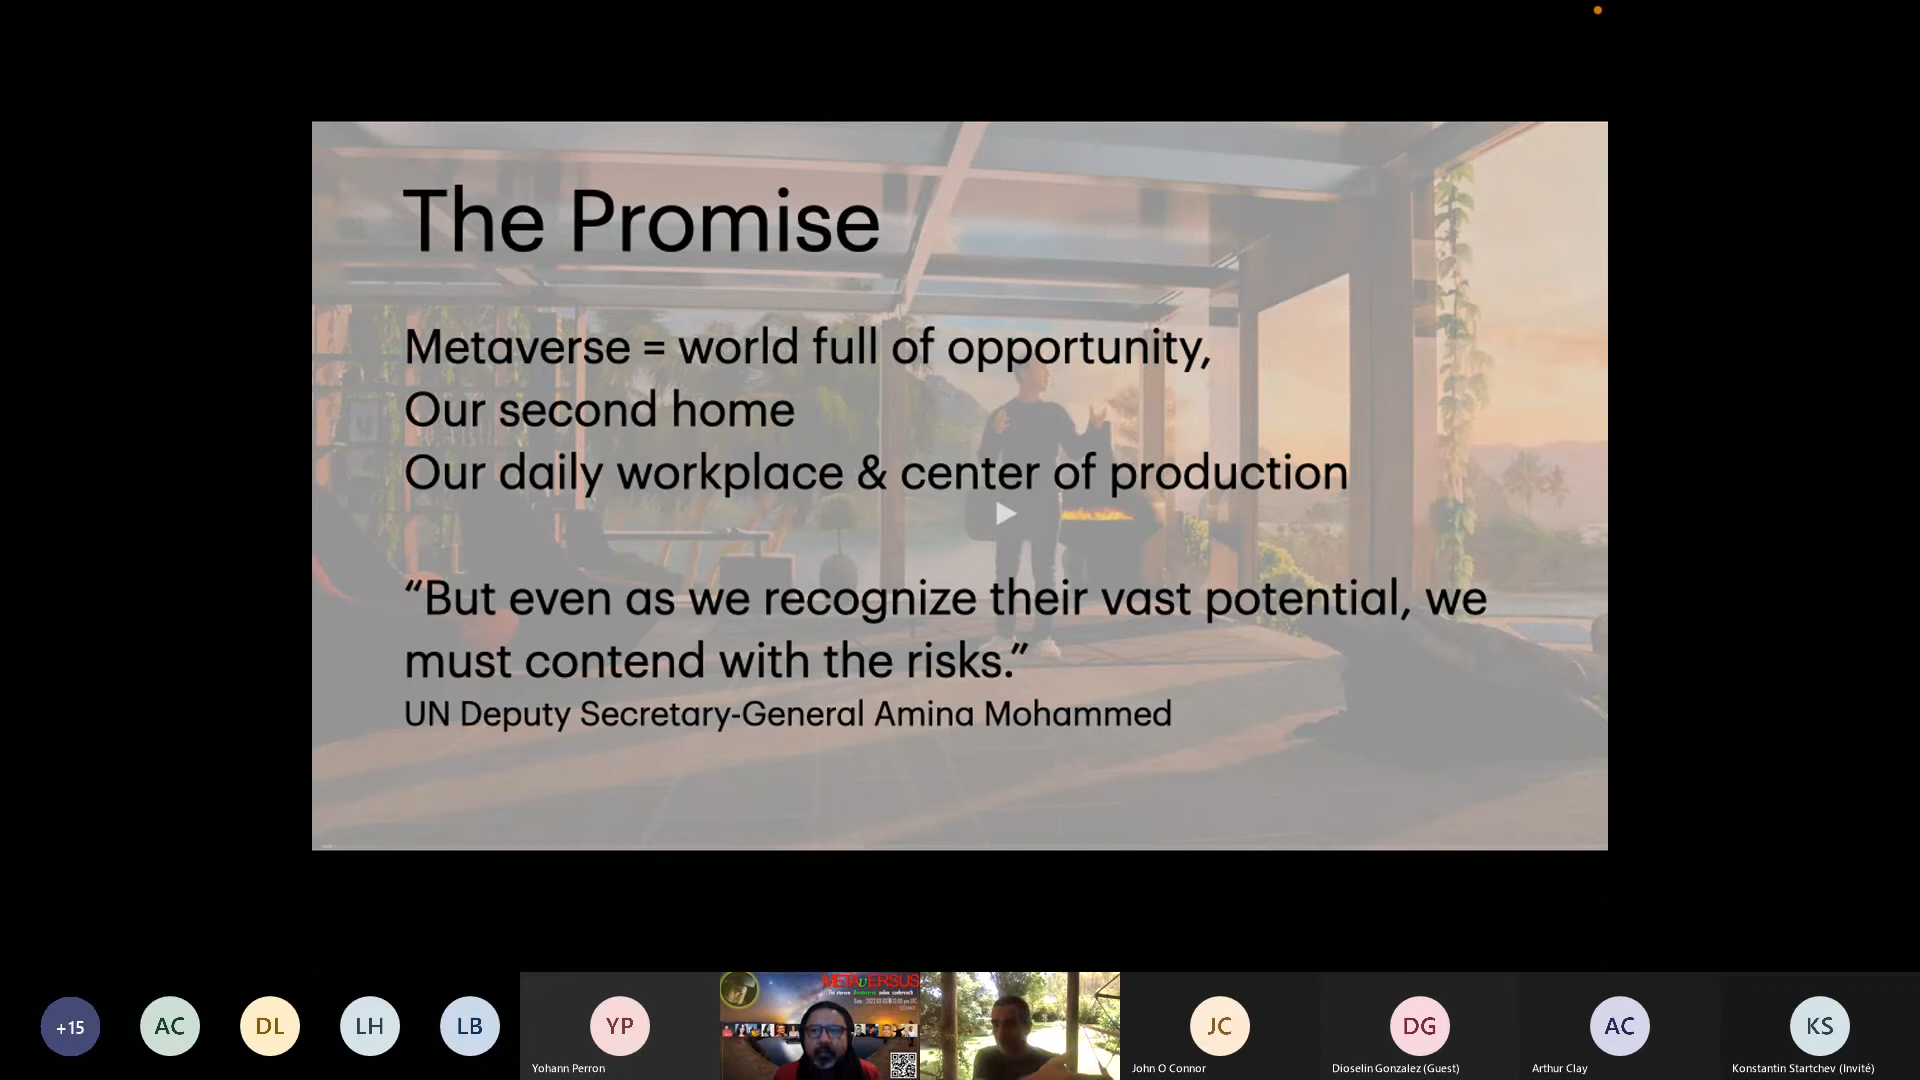 The Promise
Metaverse = world full of opportunity,
Our second home
Our daily workplace & center of production
“But even as we recognize their vast potential, we
must contend with the risks.”
UN Deputy Secretary-General Amina Mohammed
METAVERSUS
+15
AC
DL
LH
LB
YP
Yohann Perron
JC
John O Connor
DG
Dioselin Gonzalez (Guest)
AC
Arthur Clay
KS
Konstantin Startchev (Invité)